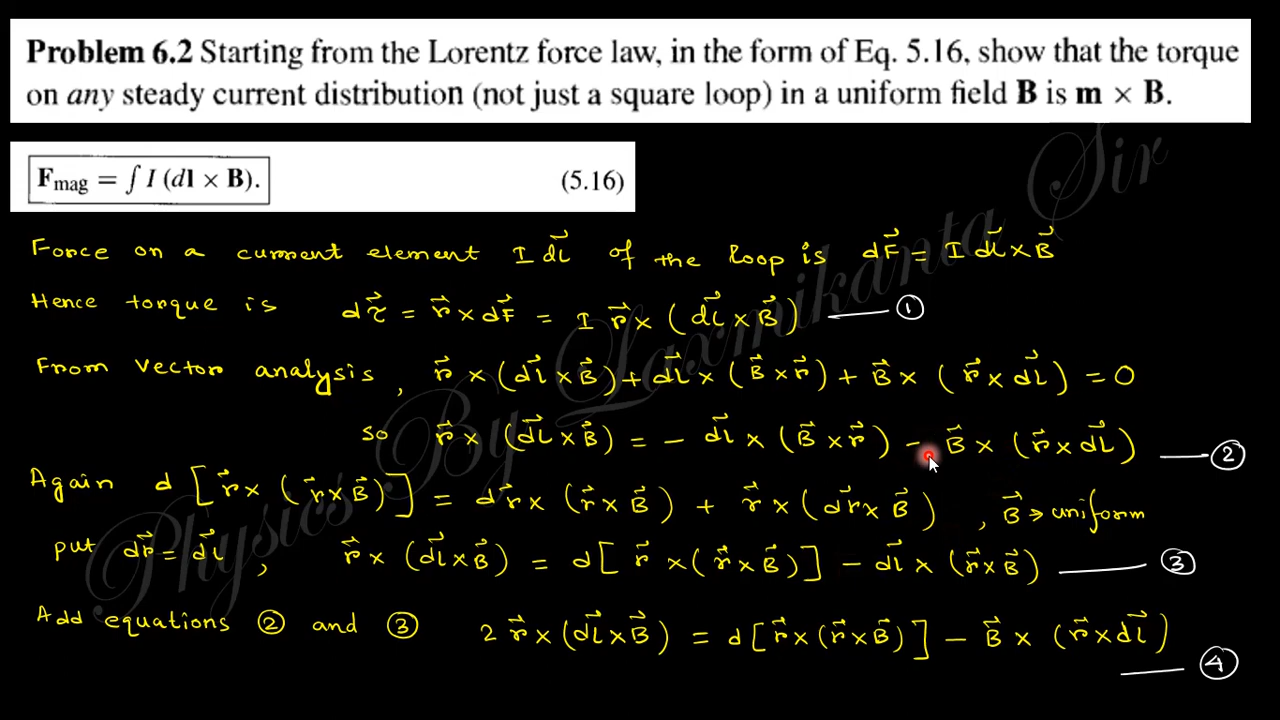 Problem 6.2 Starting from the Lorentz force law, in the form of Eq. 5.16, show that the torque
on any steady current distribution (not just a square loop) in a uniform field B is m × B.
F_mag = ∫ I (dl × B). (5.16)
Force on a current element I dl⃗ of the loop is dF⃗ = I dl⃗ × B⃗
Hence torque is dτ⃗ = r⃗ × dF⃗ = I r⃗ × (dl⃗ × B⃗) —— ①
From vector analysis, r⃗ × (dl⃗ × B⃗) + dl⃗ × (B⃗ × r⃗) + B⃗ × (r⃗ × dl⃗) = 0
so r⃗ × (dl⃗ × B⃗) = - dl⃗ × (B⃗ × r⃗) - B⃗ × (r⃗ × dl⃗) —— ②
Again d [r⃗ × (r⃗ × B⃗)] = dr⃗ × (r⃗ × B⃗) + r⃗ × (dr⃗ × B⃗) , B⃗ → uniform
put dr⃗ = dl⃗ , r⃗ × (dl⃗ × B⃗) = d[r⃗ × (r⃗ × B⃗)] - dl⃗ × (r⃗ × B⃗) —— ③
Add equations ② and ③ 2 r⃗ × (dl⃗ × B⃗) = d[r⃗ × (r⃗ × B⃗)] - B⃗ × (r⃗ × dl⃗)
—— ④
Physics By Laxmikanta Sir